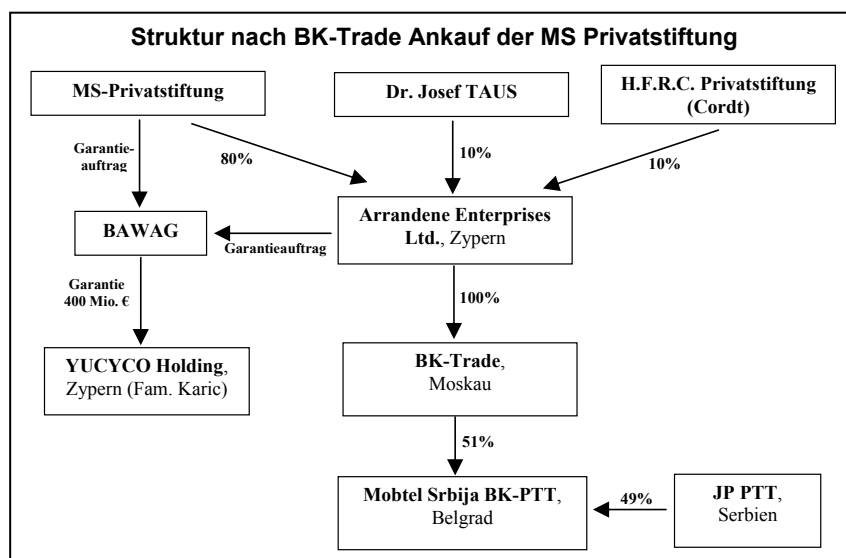 Struktur nach BK-Trade Ankauf der MS Privatstiftung
MS-Privatstiftung
Dr. Josef TAUS
H.F.R.C. Privatstiftung
(Cordt)
Garantie-
auftrag
80%
10%
10%
BAWAG
Garantieauftrag
Arrandene Enterprises
Ltd., Zypern
Garantie
400 Mio. €
100%
YUCYCO Holding,
Zypern (Fam. Karic)
BK-Trade,
Moskau
51%
Mobtel Srbija BK-PTT,
Belgrad
49%
JP PTT,
Serbien